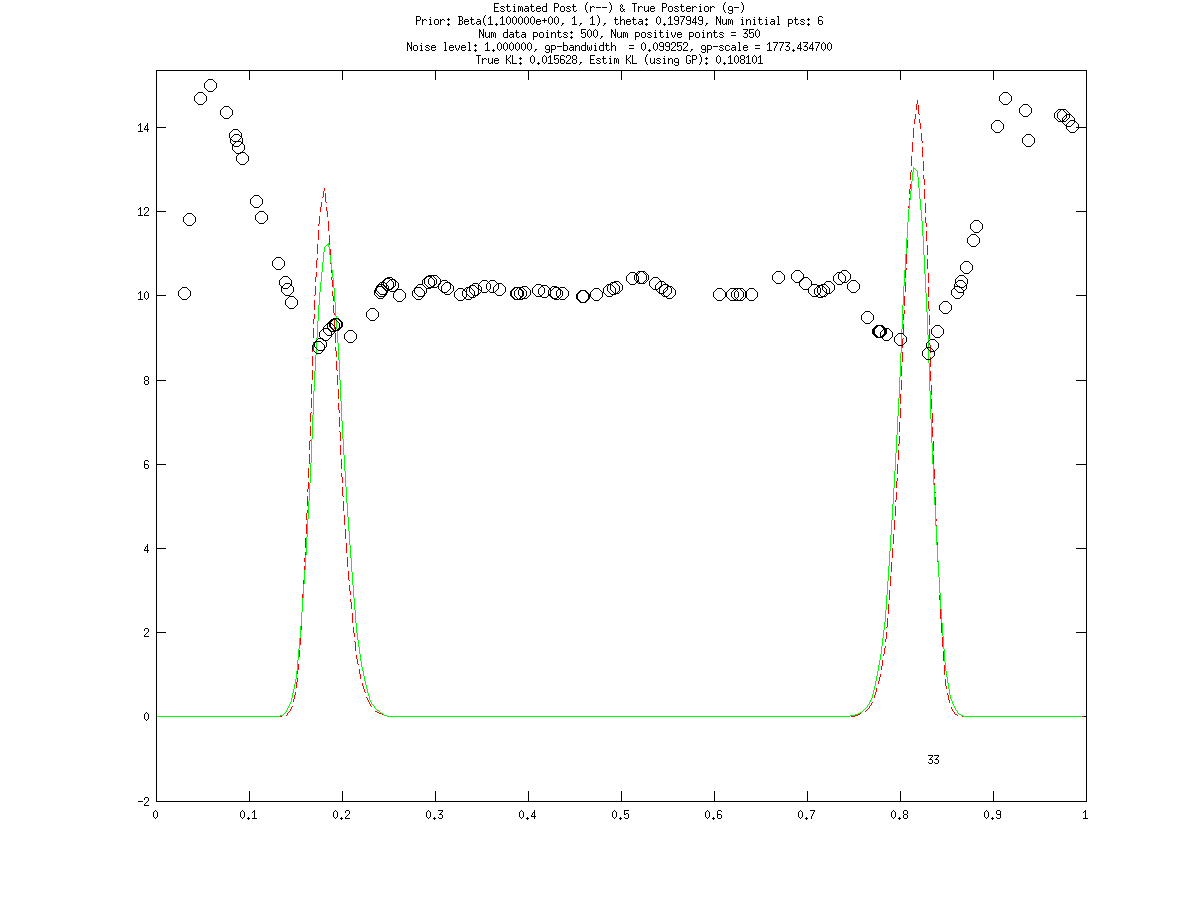 Estimated Post (r--) & True Posterior (g-)
Prior: Beta(1.100000e+00, 1, 1), theta: 0.197949, Num initial pts: 6
Num data points: 500, Num positive points = 350
Noise level: 1.000000, gp-bandwidth  = 0.099252, gp-scale = 1773.434700
True KL: 0.015628, Estim KL (using GP): 0.108101
14
12
10
8
6
4
2
0
33
-2
0 0.1 0.2 0.3 0.4 0.5 0.6 0.7 0.8 0.9 1